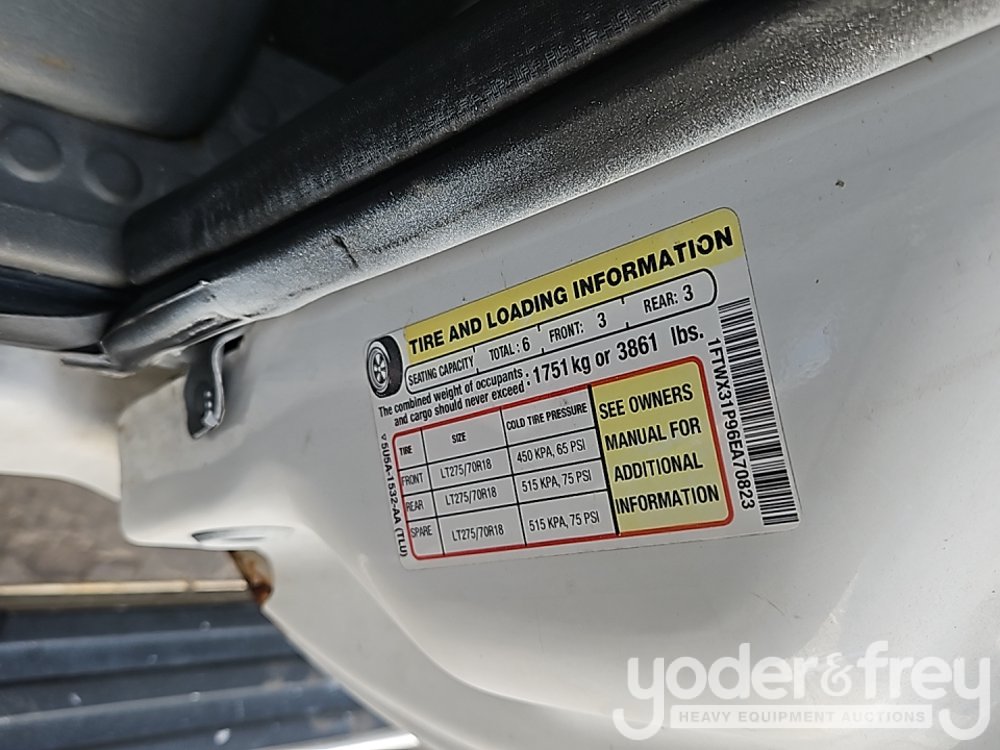 TIRE AND LOADING INFORMATION
SEATING CAPACITY TOTAL: 6 FRONT: 3 REAR: 3
The combined weight of occupants and cargo should never exceed: 1751 kg or 3861 lbs.
TIRE SIZE COLD TIRE PRESSURE
FRONT LT275/70R18 450 KPA, 65 PSI
REAR LT275/70R18 515 KPA, 75 PSI
SPARE LT275/70R18 515 KPA, 75 PSI
SEE OWNERS
MANUAL FOR
ADDITIONAL
INFORMATION
5U5A-1532-AA (TLU)
1FTWX31P96EA70823
yoder&frey
HEAVY EQUIPMENT AUCTIONS